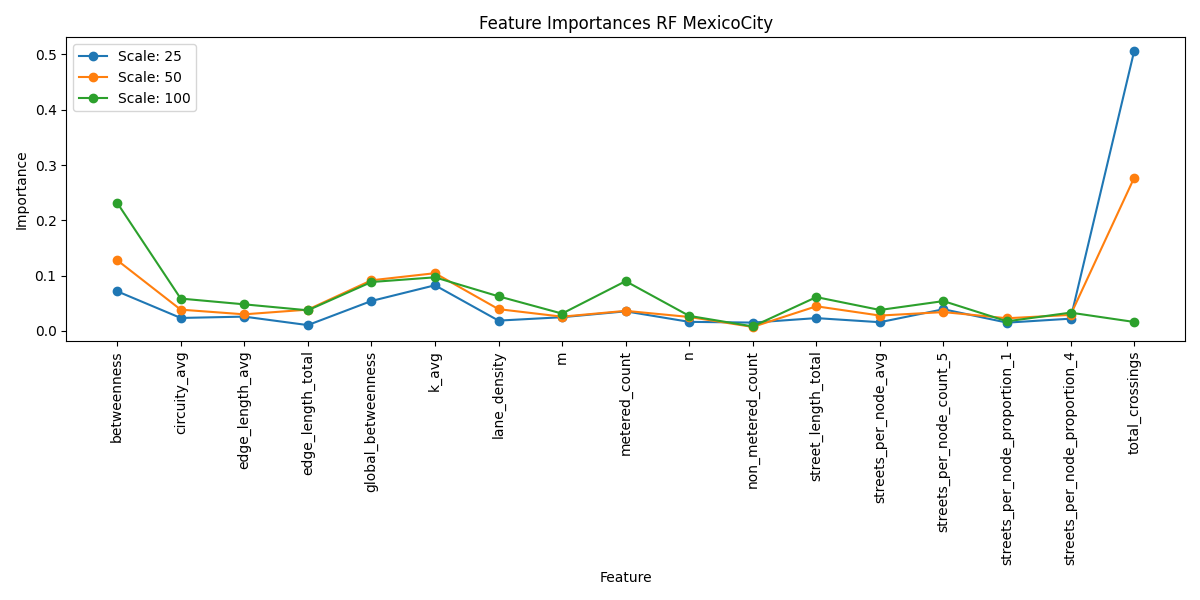 Feature Importances RF MexicoCity
Scale: 25
Scale: 50
Scale: 100
Importance
0.5
0.4
0.3
0.2
0.1
0.0
betweenness
circuity_avg
edge_length_avg
edge_length_total
global_betweenness
k_avg
lane_density
m
metered_count
n
non_metered_count
street_length_total
streets_per_node_avg
streets_per_node_count_5
streets_per_node_proportion_1
streets_per_node_proportion_4
total_crossings
Feature